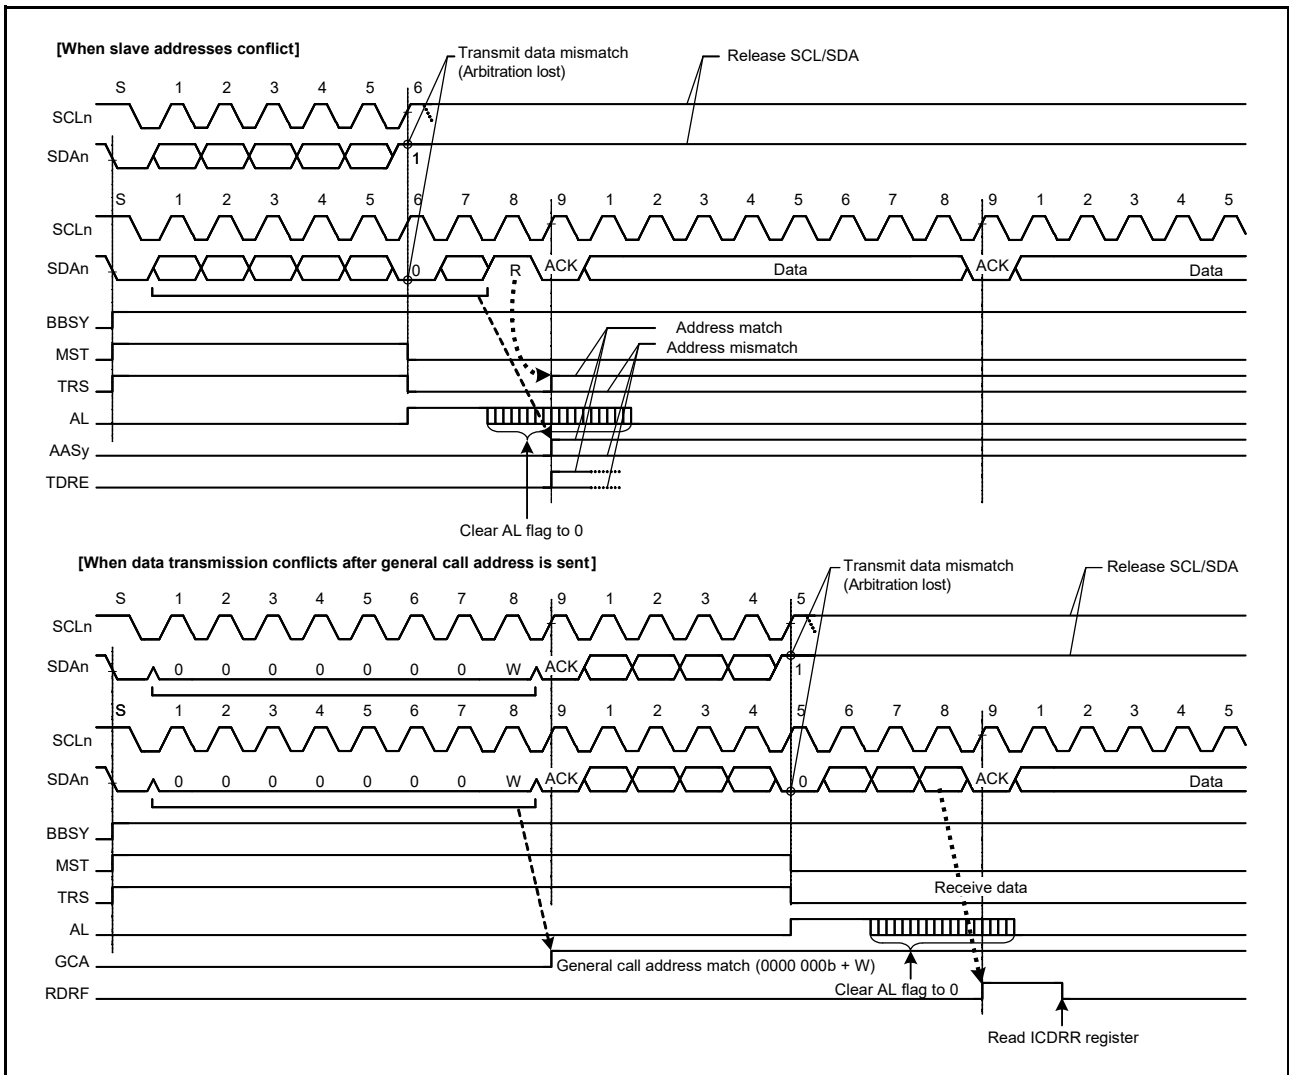 [When slave addresses conflict]
Transmit data mismatch
(Arbitration lost)
Release SCL/SDA
S 1 2 3 4 5 6
SCLn
SDAn
1
S 1 2 3 4 5 6 7 8 9 1 2 3 4 5 6 7 8 9 1 2 3 4 5
SCLn
SDAn
0 R ACK Data ACK Data
BBSY
Address match
MST
Address mismatch
TRS
AL
AASy
TDRE
Clear AL flag to 0
[When data transmission conflicts after general call address is sent]
Transmit data mismatch
(Arbitration lost)
Release SCL/SDA
S 1 2 3 4 5 6 7 8 9 1 2 3 4 5
SCLn
SDAn
0 0 0 0 0 0 0 W ACK 1
S 1 2 3 4 5 6 7 8 9 1 2 3 4 5 6 7 8 9 1 2 3 4 5
SCLn
SDAn
0 0 0 0 0 0 0 W ACK 0 ACK Data
BBSY
MST
TRS
Receive data
AL
GCA
General call address match (0000 000b + W)
Clear AL flag to 0
RDRF
Read ICDRR register